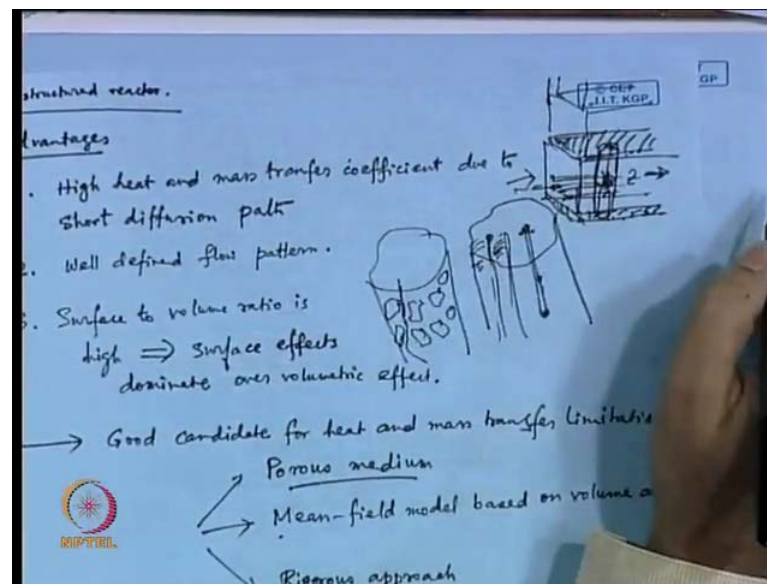 structured reactor.
dvantages
. High heat and mass tranfer coefficient due to
short diffusion path
2. Well defined flow pattern.
3. Surface to volume ratio is
high ⟹ Surface effects
dominate over volumetric effect.
→ Good candidate for heat and mass transfer limitatio
Porous medium
Mean-field model based on volume a
Rigorous approach
© CET
I.I.T. KGP
GP
z →
NPTEL